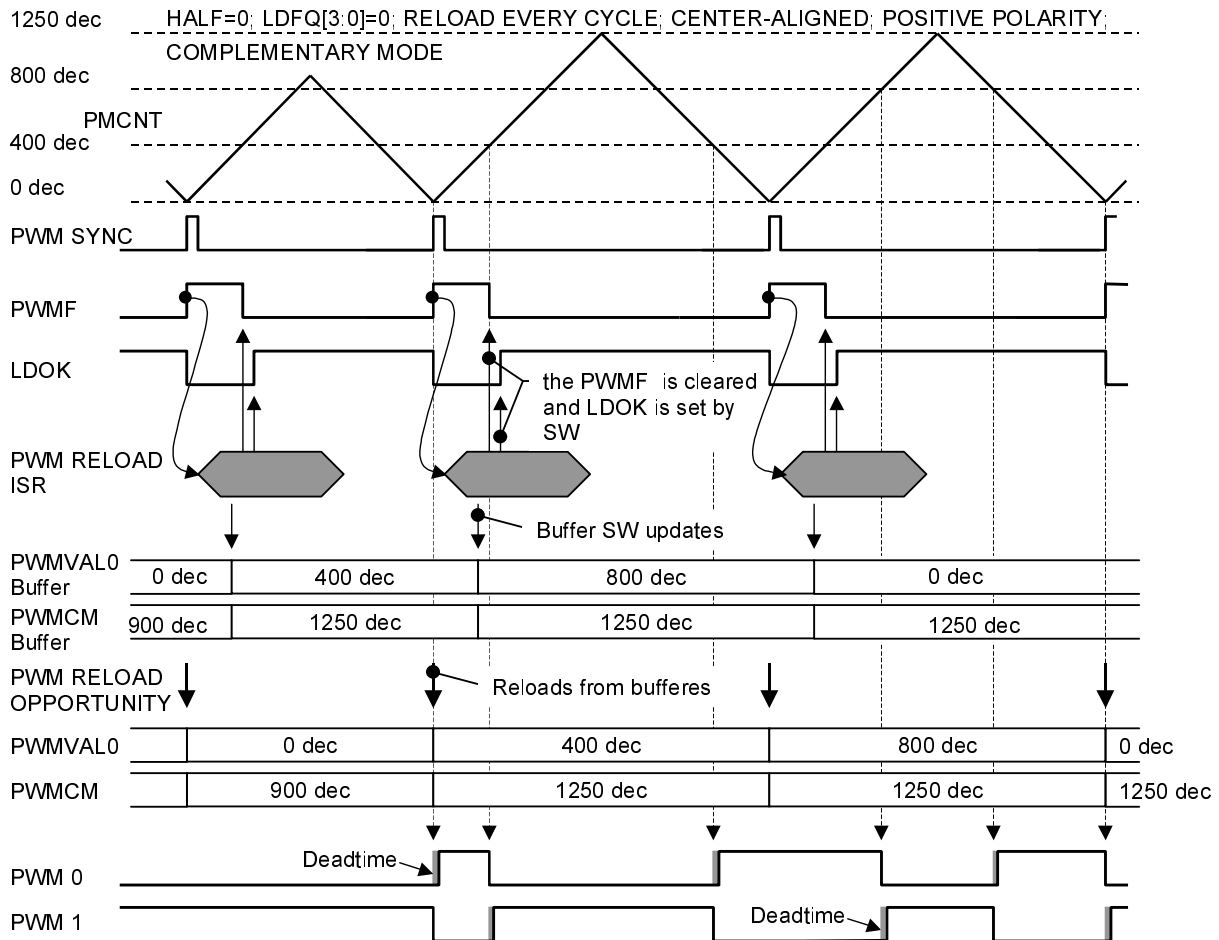 1250 dec
HALF=0; LDFQ[3:0]=0; RELOAD EVERY CYCLE; CENTER-ALIGNED; POSITIVE POLARITY;
COMPLEMENTARY MODE
800 dec
PMCNT
400 dec
0 dec
PWM SYNC
PWMF
LDOK
the PWMF is cleared
and LDOK is set by
SW
PWM RELOAD
ISR
Buffer SW updates
PWMVAL0
Buffer
0 dec 400 dec 800 dec 0 dec
PWMCM
Buffer
900 dec 1250 dec 1250 dec 1250 dec
PWM RELOAD
OPPORTUNITY
Reloads from bufferes
PWMVAL0 0 dec 400 dec 800 dec 0 dec
PWMCM 900 dec 1250 dec 1250 dec 1250 dec
Deadtime
PWM 0
Deadtime
PWM 1